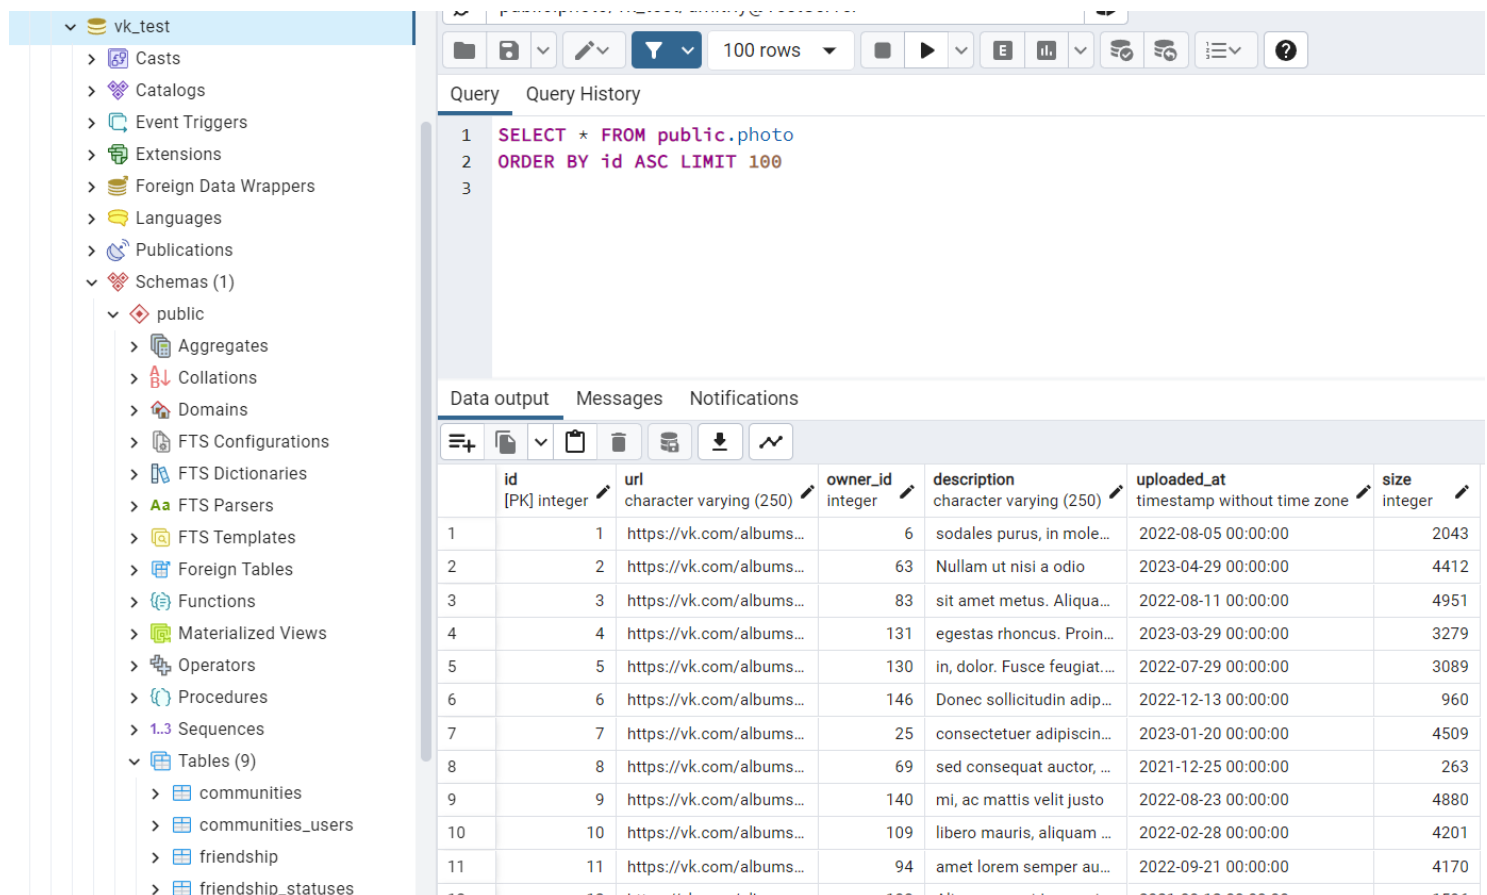 vk_test
Casts
Catalogs
Event Triggers
Extensions
Foreign Data Wrappers
Languages
Publications
Schemas (1)
public
Aggregates
Collations
Domains
FTS Configurations
FTS Dictionaries
Aa FTS Parsers
FTS Templates
Foreign Tables
Functions
Materialized Views
Operators
Procedures
1..3 Sequences
Tables (9)
communities
communities_users
friendship
friendship_statuses
100 rows
E
Query Query History
1 SELECT * FROM public.photo
2 ORDER BY id ASC LIMIT 100
3
Data output Messages Notifications
id url owner_id description uploaded_at size
[PK] integer character varying (250) integer character varying (250) timestamp without time zone integer
1 1 https://vk.com/albums... 6 sodales purus, in mole... 2022-08-05 00:00:00 2043
2 2 https://vk.com/albums... 63 Nullam ut nisi a odio 2023-04-29 00:00:00 4412
3 3 https://vk.com/albums... 83 sit amet metus. Aliqua... 2022-08-11 00:00:00 4951
4 4 https://vk.com/albums... 131 egestas rhoncus. Proin... 2023-03-29 00:00:00 3279
5 5 https://vk.com/albums... 130 in, dolor. Fusce feugiat.... 2022-07-29 00:00:00 3089
6 6 https://vk.com/albums... 146 Donec sollicitudin adip... 2022-12-13 00:00:00 960
7 7 https://vk.com/albums... 25 consectetuer adipiscin... 2023-01-20 00:00:00 4509
8 8 https://vk.com/albums... 69 sed consequat auctor, ... 2021-12-25 00:00:00 263
9 9 https://vk.com/albums... 140 mi, ac mattis velit justo 2022-08-23 00:00:00 4880
10 10 https://vk.com/albums... 109 libero mauris, aliquam ... 2022-02-28 00:00:00 4201
11 11 https://vk.com/albums... 94 amet lorem semper au... 2022-09-21 00:00:00 4170